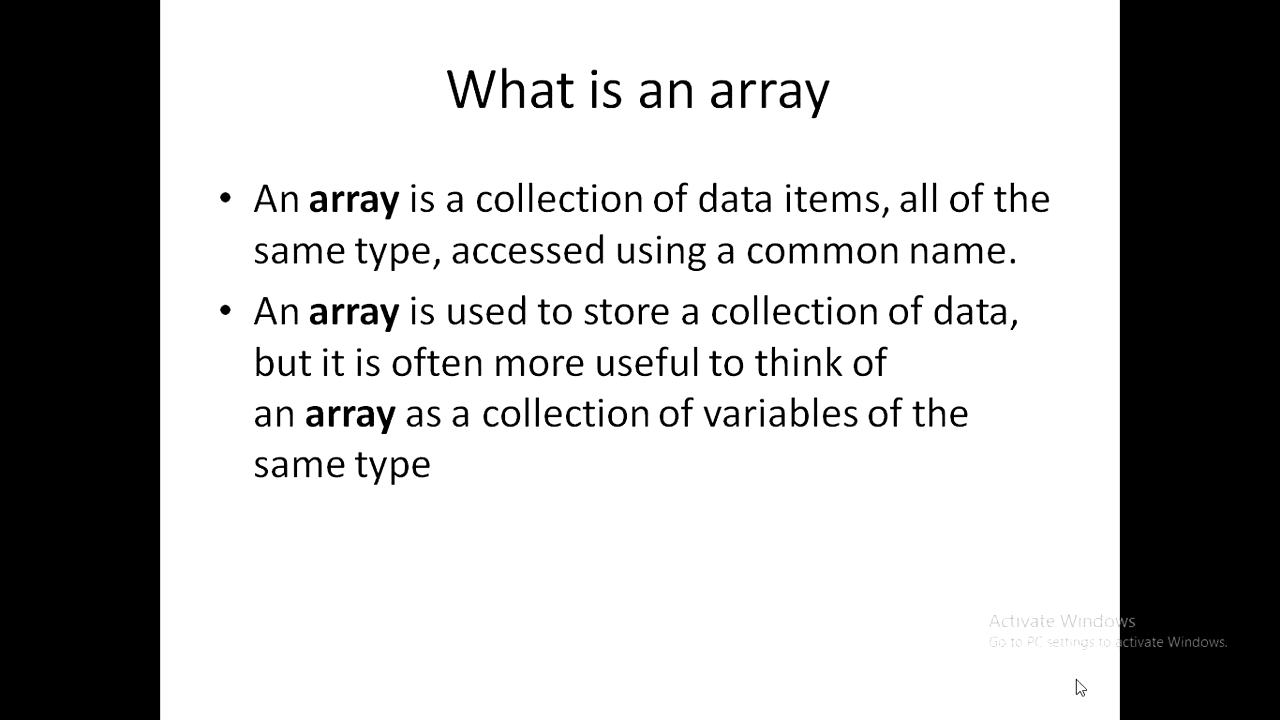 What is an array
• An array is a collection of data items, all of the
same type, accessed using a common name.
• An array is used to store a collection of data,
but it is often more useful to think of
an array as a collection of variables of the
same type
Activate Windows
Go to PC settings to activate Windows.